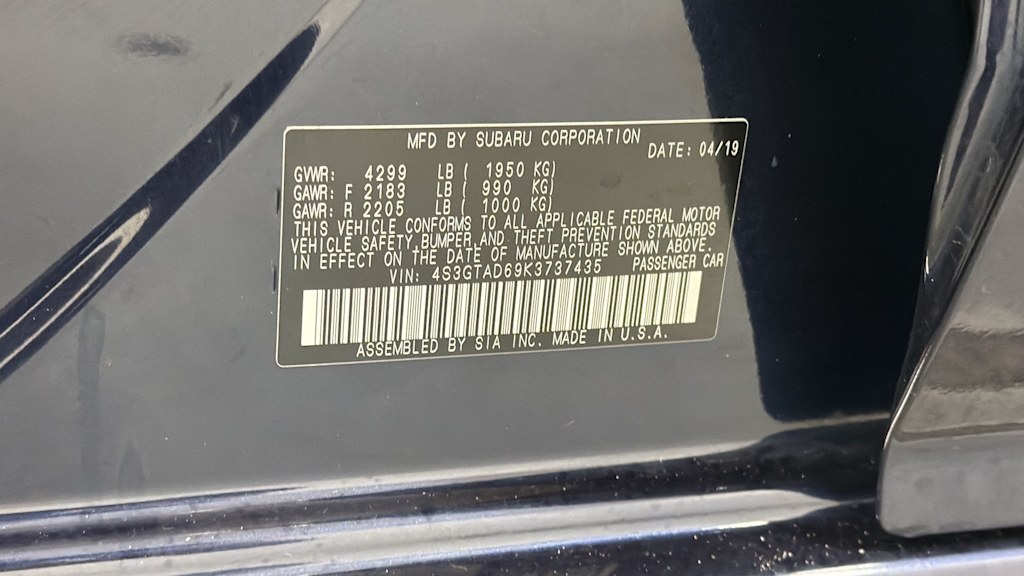 MFD BY SUBARU CORPORATION
DATE: 04/19
GVWR: 4299 LB ( 1950 KG)
GAWR: F 2183 LB ( 990 KG)
GAWR: R 2205 LB ( 1000 KG)
THIS VEHICLE CONFORMS TO ALL APPLICABLE FEDERAL MOTOR
VEHICLE SAFETY, BUMPER AND THEFT PREVENTION STANDARDS
IN EFFECT ON THE DATE OF MANUFACTURE SHOWN ABOVE.
VIN: 4S3GTAD69K3737435 PASSENGER CAR
ASSEMBLED BY SIA INC. MADE IN U.S.A.